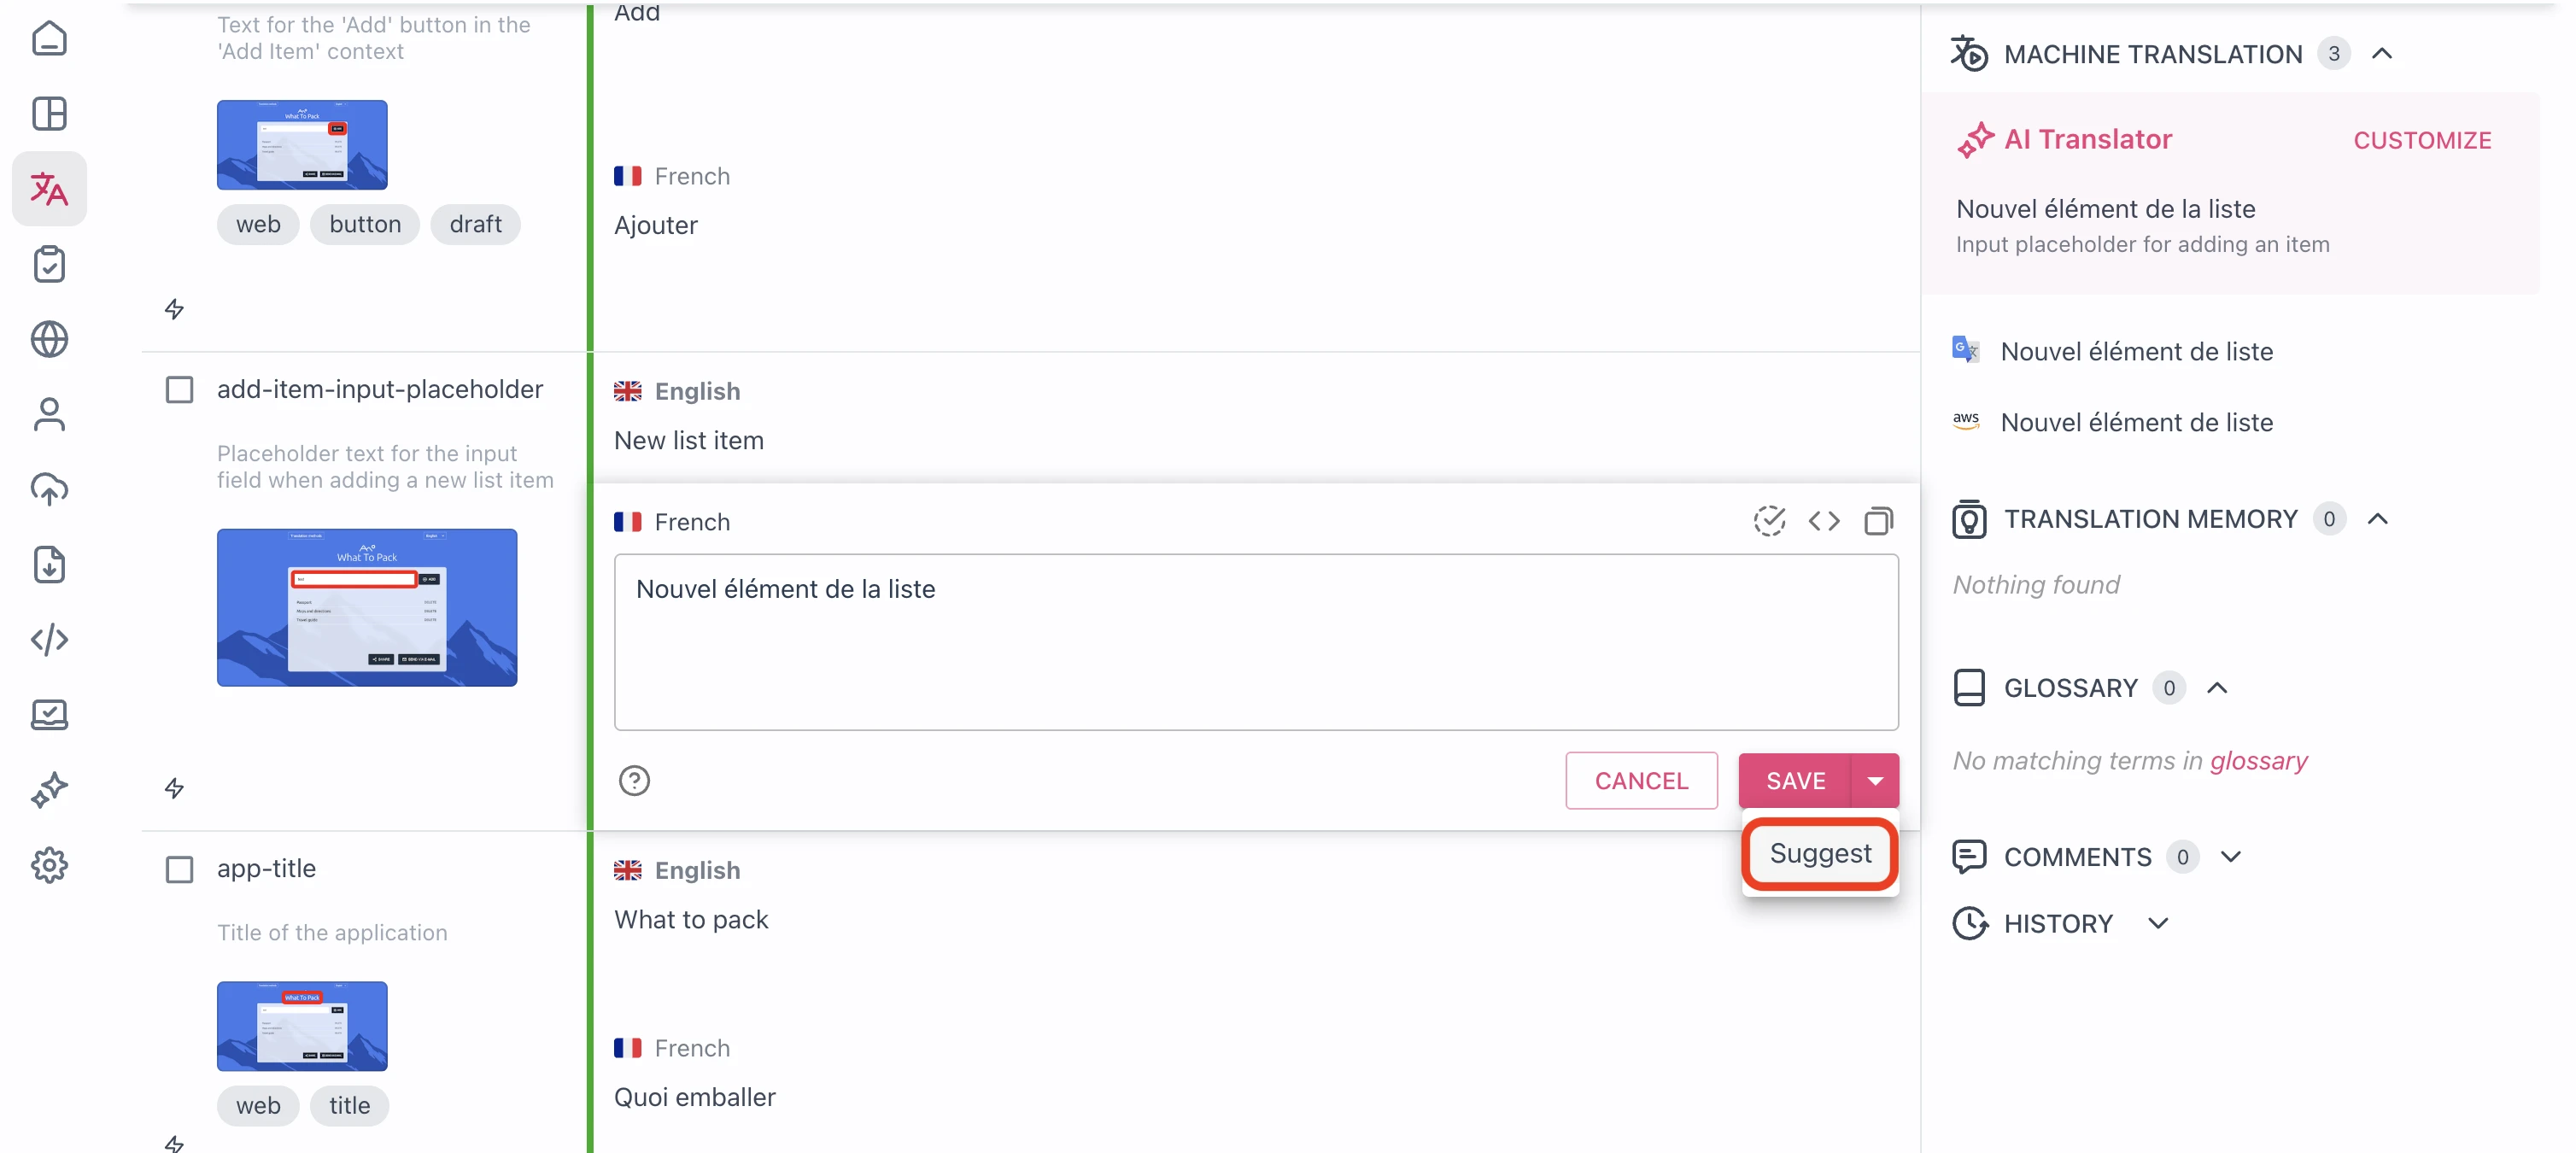 Text for the 'Add' button in the
'Add Item' context
What To Pack
web
button
draft
Add
French
Ajouter
add-item-input-placeholder
Placeholder text for the input
field when adding a new list item
What To Pack
English
New list item
French
Nouvel élément de la liste
CANCEL
SAVE
Suggest
app-title
Title of the application
What To Pack
web
title
English
What to pack
French
Quoi emballer
MACHINE TRANSLATION 3
AI Translator
CUSTOMIZE
Nouvel élément de la liste
Input placeholder for adding an item
Nouvel élément de liste
aws
Nouvel élément de liste
TRANSLATION MEMORY 0
Nothing found
GLOSSARY 0
No matching terms in glossary
COMMENTS 0
HISTORY